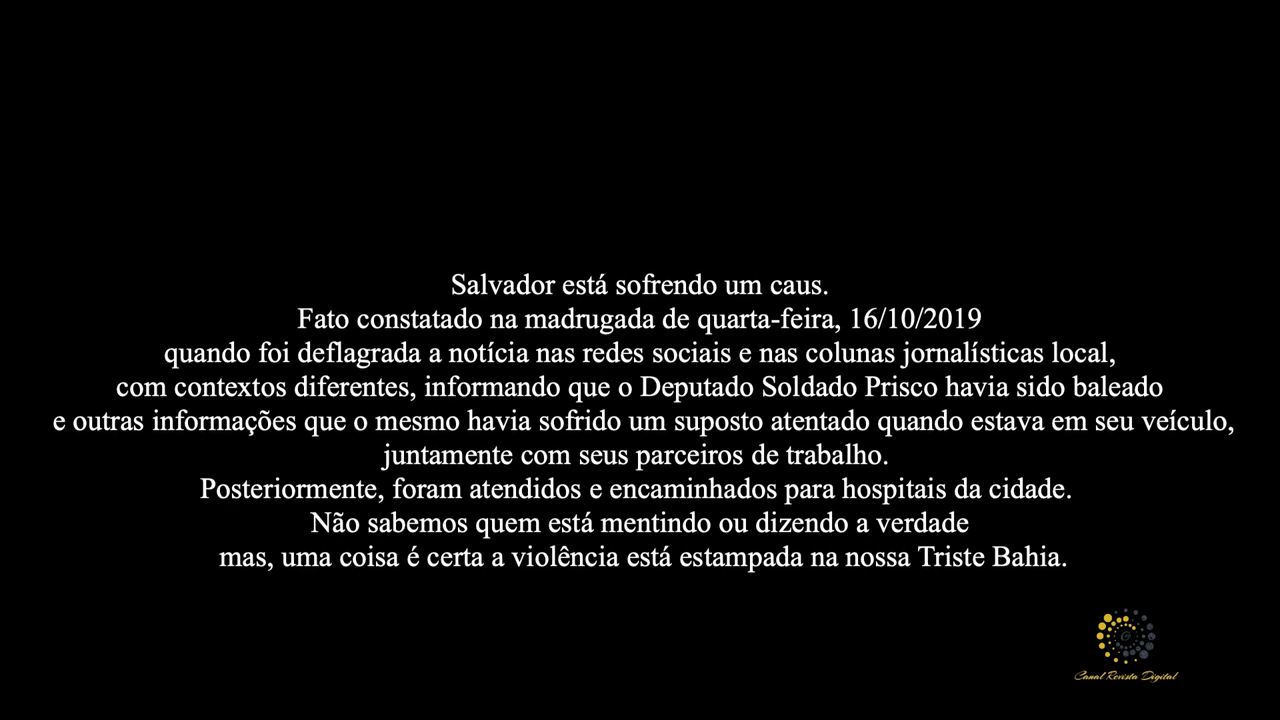 Salvador está sofrendo um caus.
Fato constatado na madrugada de quarta-feira, 16/10/2019
quando foi deflagrada a notícia nas redes sociais e nas colunas jornalísticas local,
com contextos diferentes, informando que o Deputado Soldado Prisco havia sido baleado
e outras informações que o mesmo havia sofrido um suposto atentado quando estava em seu veículo,
juntamente com seus parceiros de trabalho.
Posteriormente, foram atendidos e encaminhados para hospitais da cidade.
Não sabemos quem está mentindo ou dizendo a verdade
mas, uma coisa é certa a violência está estampada na nossa Triste Bahia.
Canal Revista Digital